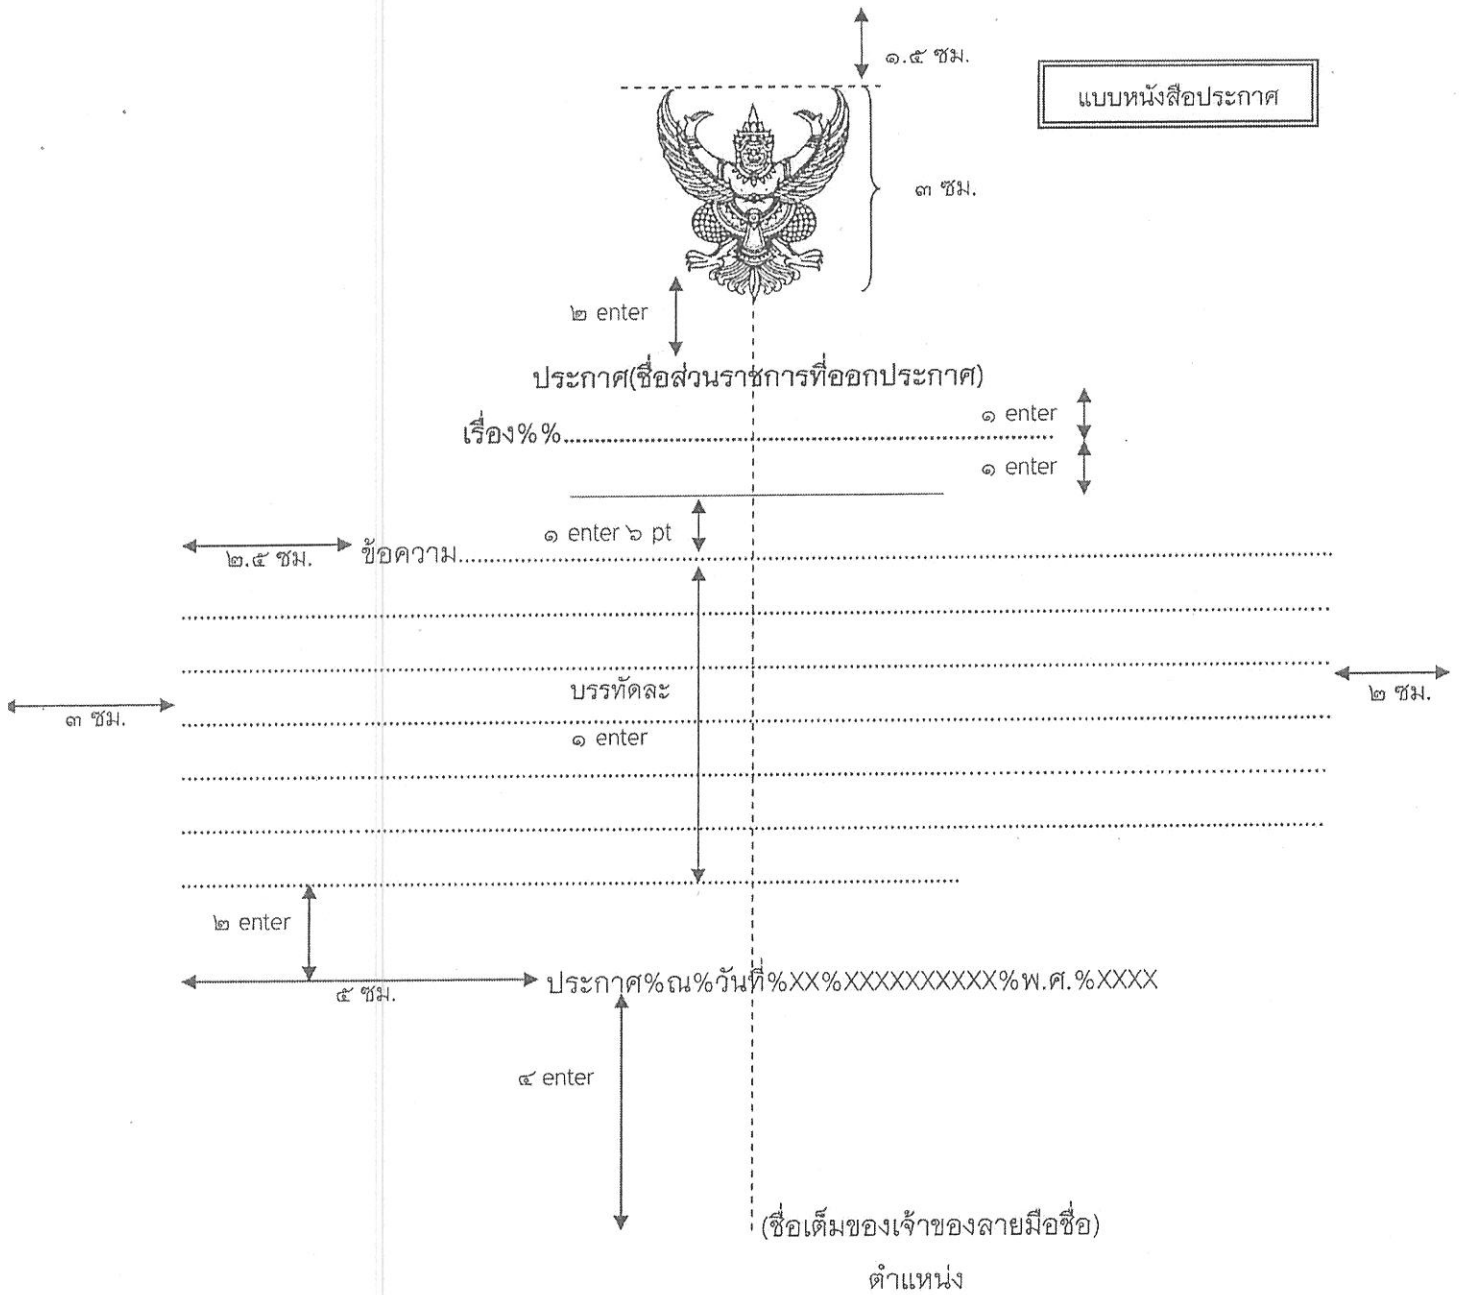 ๑.๕ ซม.
แบบหนังสือประกาศ
๓ ซม.
๒ enter
ประกาศ(ชื่อส่วนราชการที่ออกประกาศ)
๑ enter
เรื่อง%%.......................................................................................
๑ enter
๑ enter ๖ pt
๒.๕ ซม.
ข้อความ.......................................................................................
บรรทัดละ
๒ ซม.
๓ ซม.
๑ enter
๒ enter
ประกาศ%ณ%วันที่%XX%XXXXXXXXXX%พ.ศ.%XXXX
๕ ซม.
๔ enter
(ชื่อเต็มของเจ้าของลายมือชื่อ)
ตำแหน่ง